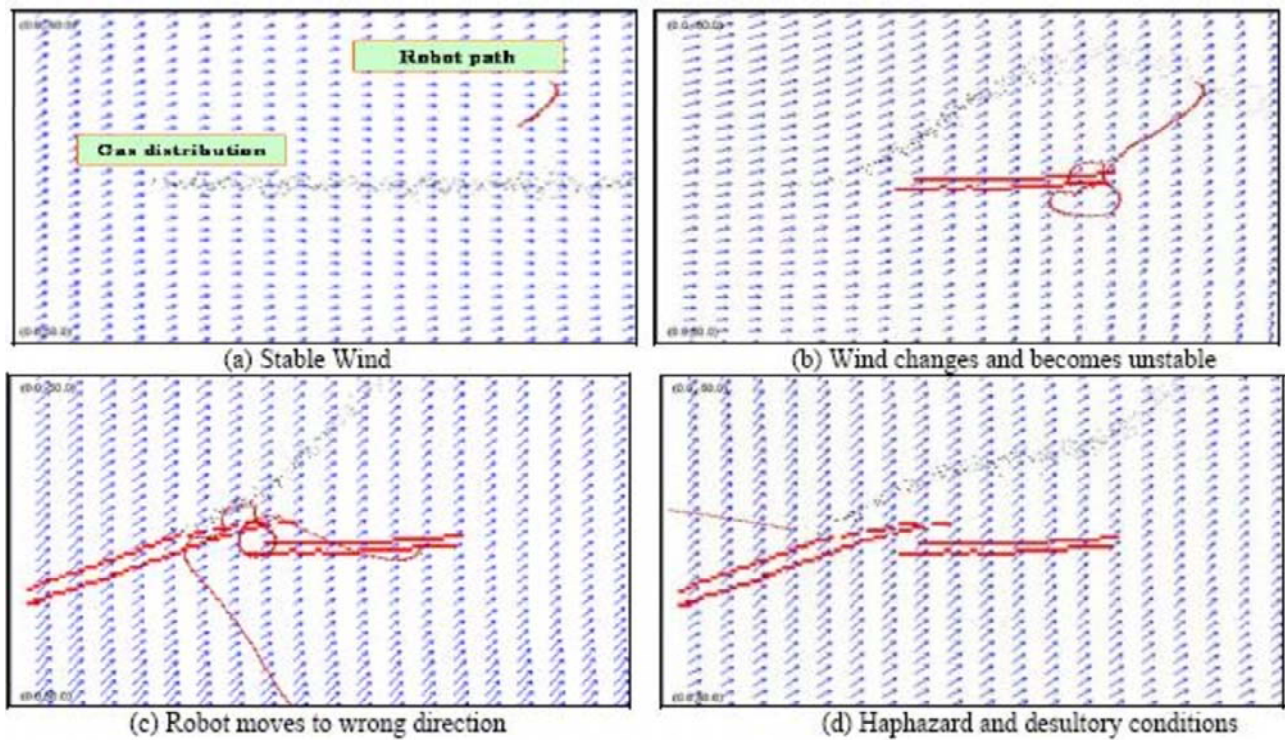 Robot path
Gas distribution
(a) Stable Wind
(b) Wind changes and becomes unstable
(c) Robot moves to wrong direction
(d) Haphazard and desultory conditions